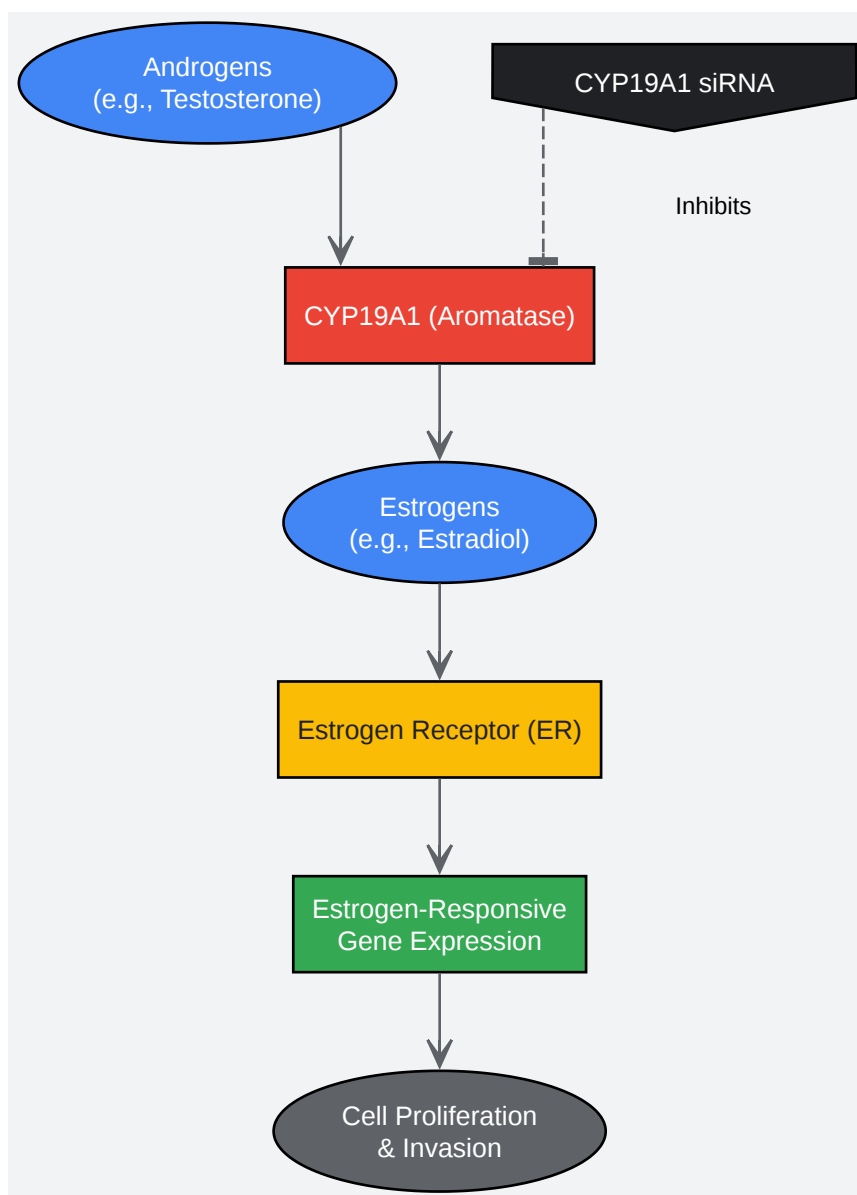 Androgens
(e.g., Testosterone)
CYP19A1 siRNA
Inhibits
CYP19A1 (Aromatase)
Estrogens
(e.g., Estradiol)
Estrogen Receptor (ER)
Estrogen-Responsive
Gene Expression
Cell Proliferation
& Invasion